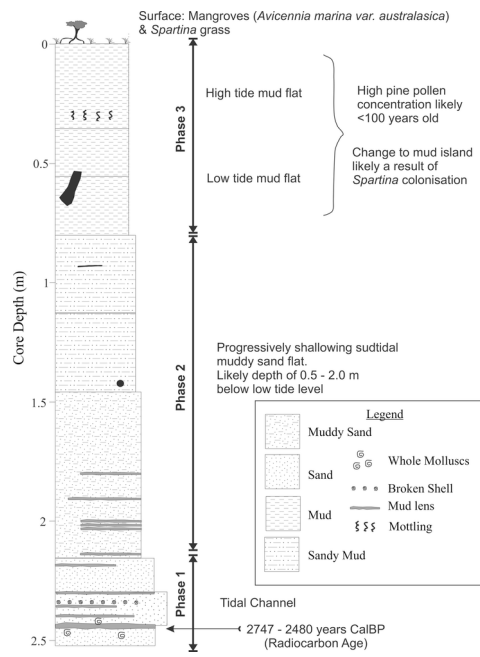 Surface: Mangroves (Avicennia marina var. australasica)
& Spartina grass
0
0.5
1
1.5
2
2.5
Core Depth (m)
Phase 3
High tide mud flat
Low tide mud flat
High pine pollen
concentration likely
<100 years old
Change to mud island
likely a result of
Spartina colonisation
Phase 2
Progressively shallowing sudtidal
muddy sand flat.
Likely depth of 0.5 - 2.0 m
below low tide level
Legend
Muddy Sand
Sand
Mud
Sandy Mud
Whole Molluscs
Broken Shell
Mud lens
Mottling
Phase 1
Tidal Channel
2747 - 2480 years CalBP
(Radiocarbon Age)